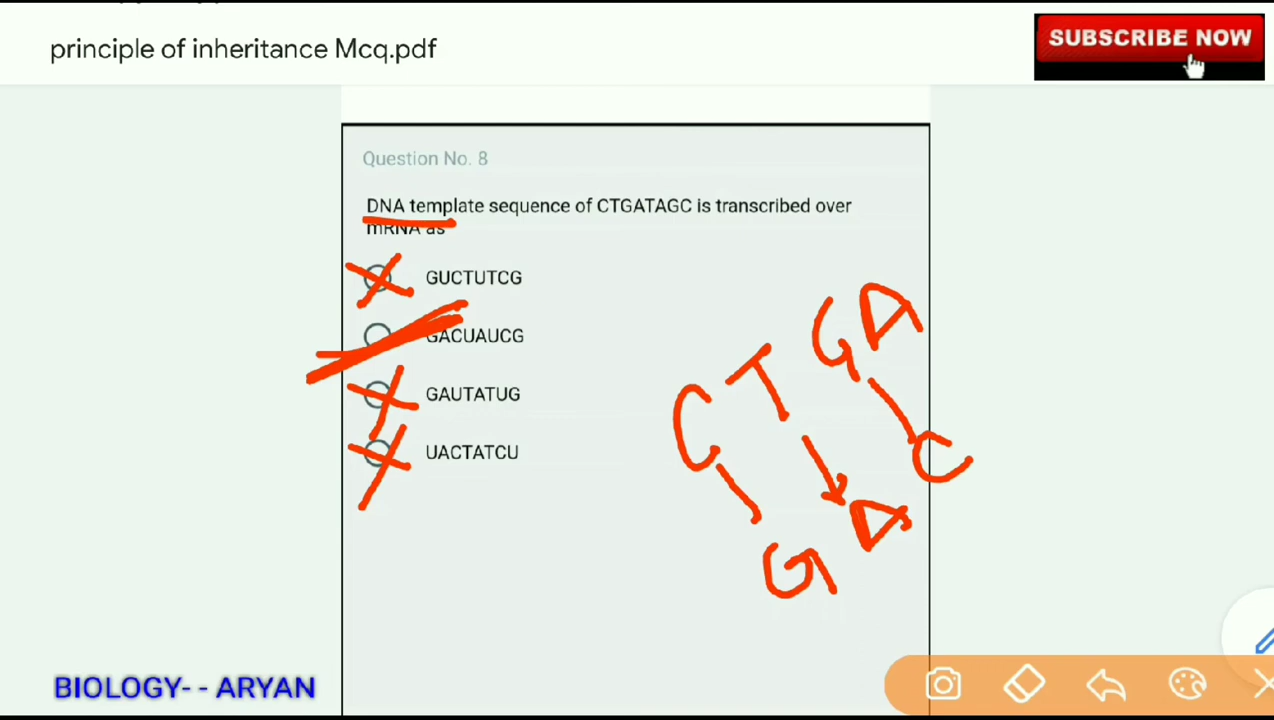 principle of inheritance Mcq.pdf
SUBSCRIBE NOW
Question No. 8
DNA template sequence of CTGATAGC is transcribed over
mRNA as
GUCTUTCG
GACUAUCG
GAUTATUG
UACTATCU
C T G A
G A C
BIOLOGY- - ARYAN